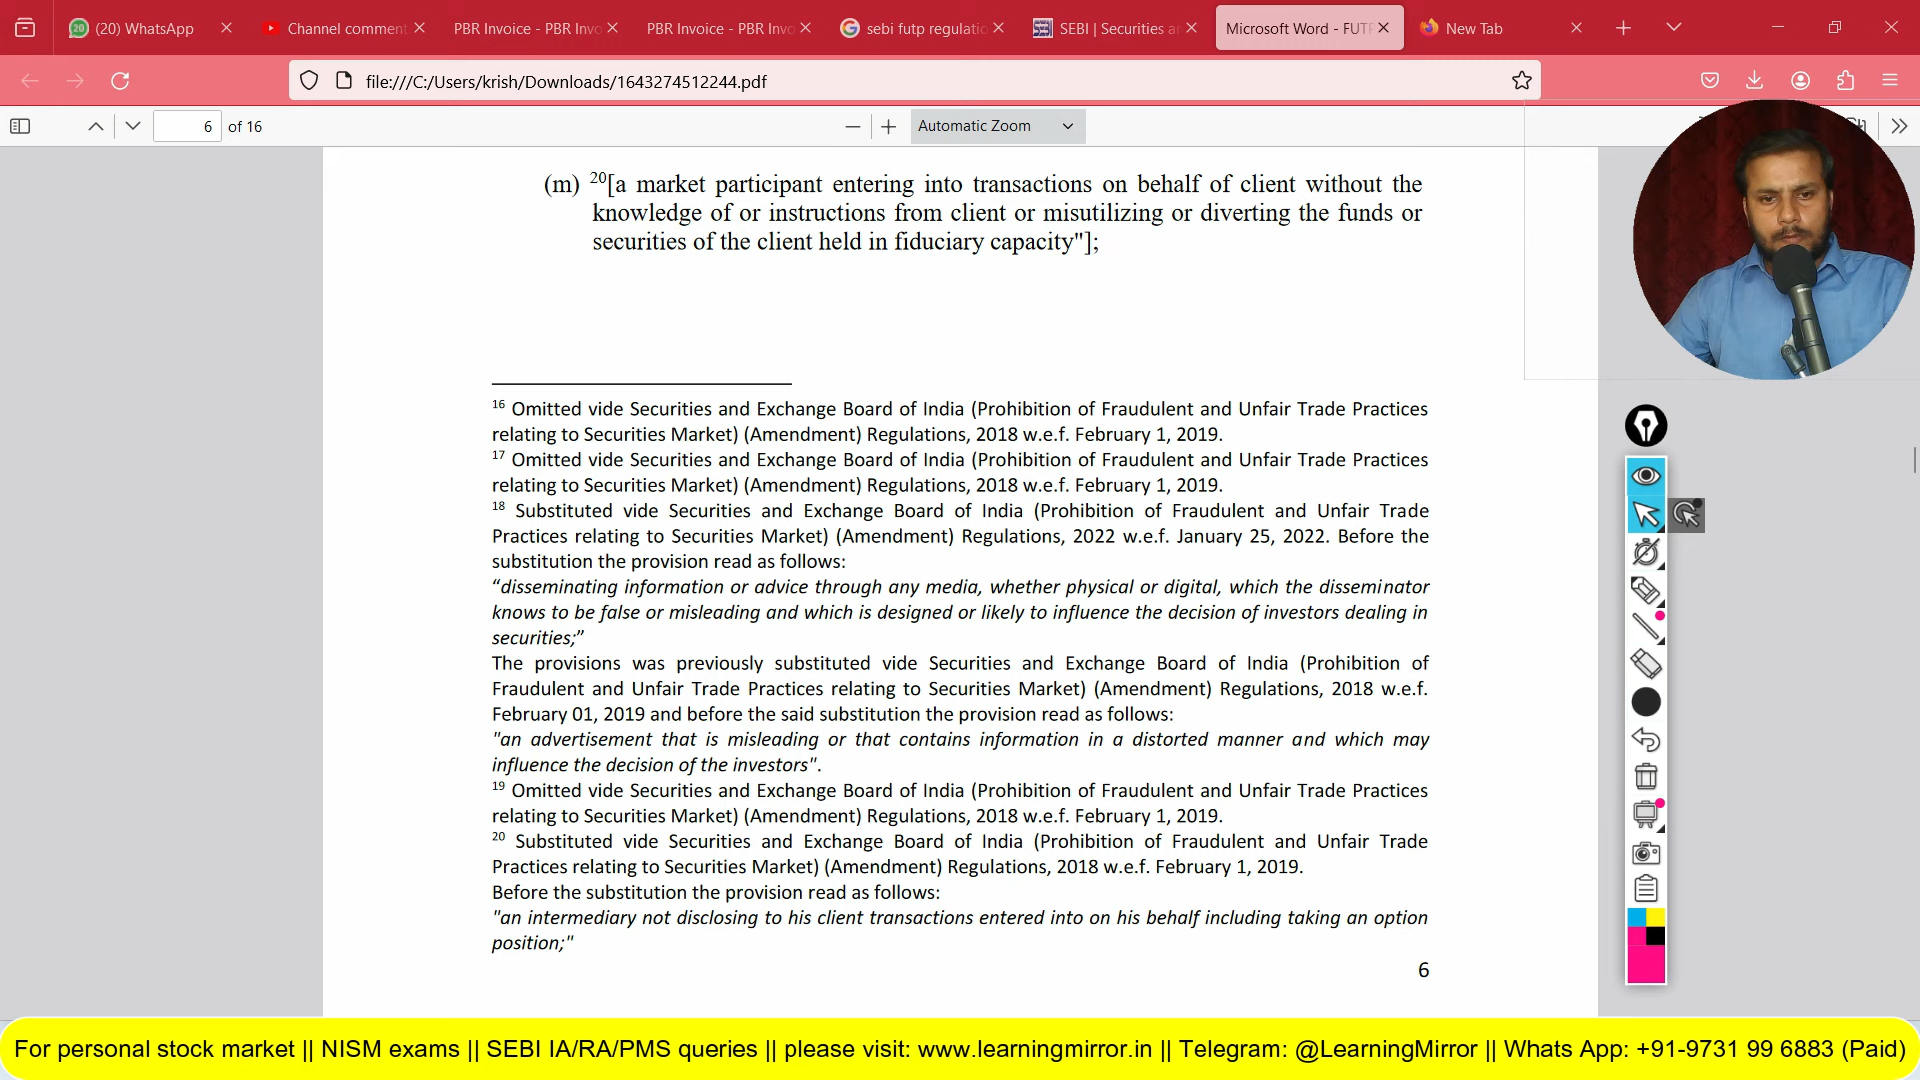 (20) WhatsApp
Channel comment
PBR Invoice - PBR Invo
PBR Invoice - PBR Invo
sebi futp regulatio
SEBI | Securities a
Microsoft Word - FUTP
New Tab
file:///C:/Users/krish/Downloads/1643274512244.pdf
6 of 16
Automatic Zoom
(m) 20[a market participant entering into transactions on behalf of client without the
knowledge of or instructions from client or misutilizing or diverting the funds or
securities of the client held in fiduciary capacity"];
16 Omitted vide Securities and Exchange Board of India (Prohibition of Fraudulent and Unfair Trade Practices
relating to Securities Market) (Amendment) Regulations, 2018 w.e.f. February 1, 2019.
17 Omitted vide Securities and Exchange Board of India (Prohibition of Fraudulent and Unfair Trade Practices
relating to Securities Market) (Amendment) Regulations, 2018 w.e.f. February 1, 2019.
18 Substituted vide Securities and Exchange Board of India (Prohibition of Fraudulent and Unfair Trade
Practices relating to Securities Market) (Amendment) Regulations, 2022 w.e.f. January 25, 2022. Before the
substitution the provision read as follows:
“disseminating information or advice through any media, whether physical or digital, which the disseminator
knows to be false or misleading and which is designed or likely to influence the decision of investors dealing in
securities;”
The provisions was previously substituted vide Securities and Exchange Board of India (Prohibition of
Fraudulent and Unfair Trade Practices relating to Securities Market) (Amendment) Regulations, 2018 w.e.f.
February 01, 2019 and before the said substitution the provision read as follows:
"an advertisement that is misleading or that contains information in a distorted manner and which may
influence the decision of the investors".
19 Omitted vide Securities and Exchange Board of India (Prohibition of Fraudulent and Unfair Trade Practices
relating to Securities Market) (Amendment) Regulations, 2018 w.e.f. February 1, 2019.
20 Substituted vide Securities and Exchange Board of India (Prohibition of Fraudulent and Unfair Trade
Practices relating to Securities Market) (Amendment) Regulations, 2018 w.e.f. February 1, 2019.
Before the substitution the provision read as follows:
"an intermediary not disclosing to his client transactions entered into on his behalf including taking an option
position;"
6
For personal stock market || NISM exams || SEBI IA/RA/PMS queries || please visit: www.learningmirror.in || Telegram: @LearningMirror || Whats App: +91-9731 99 6883 (Paid)